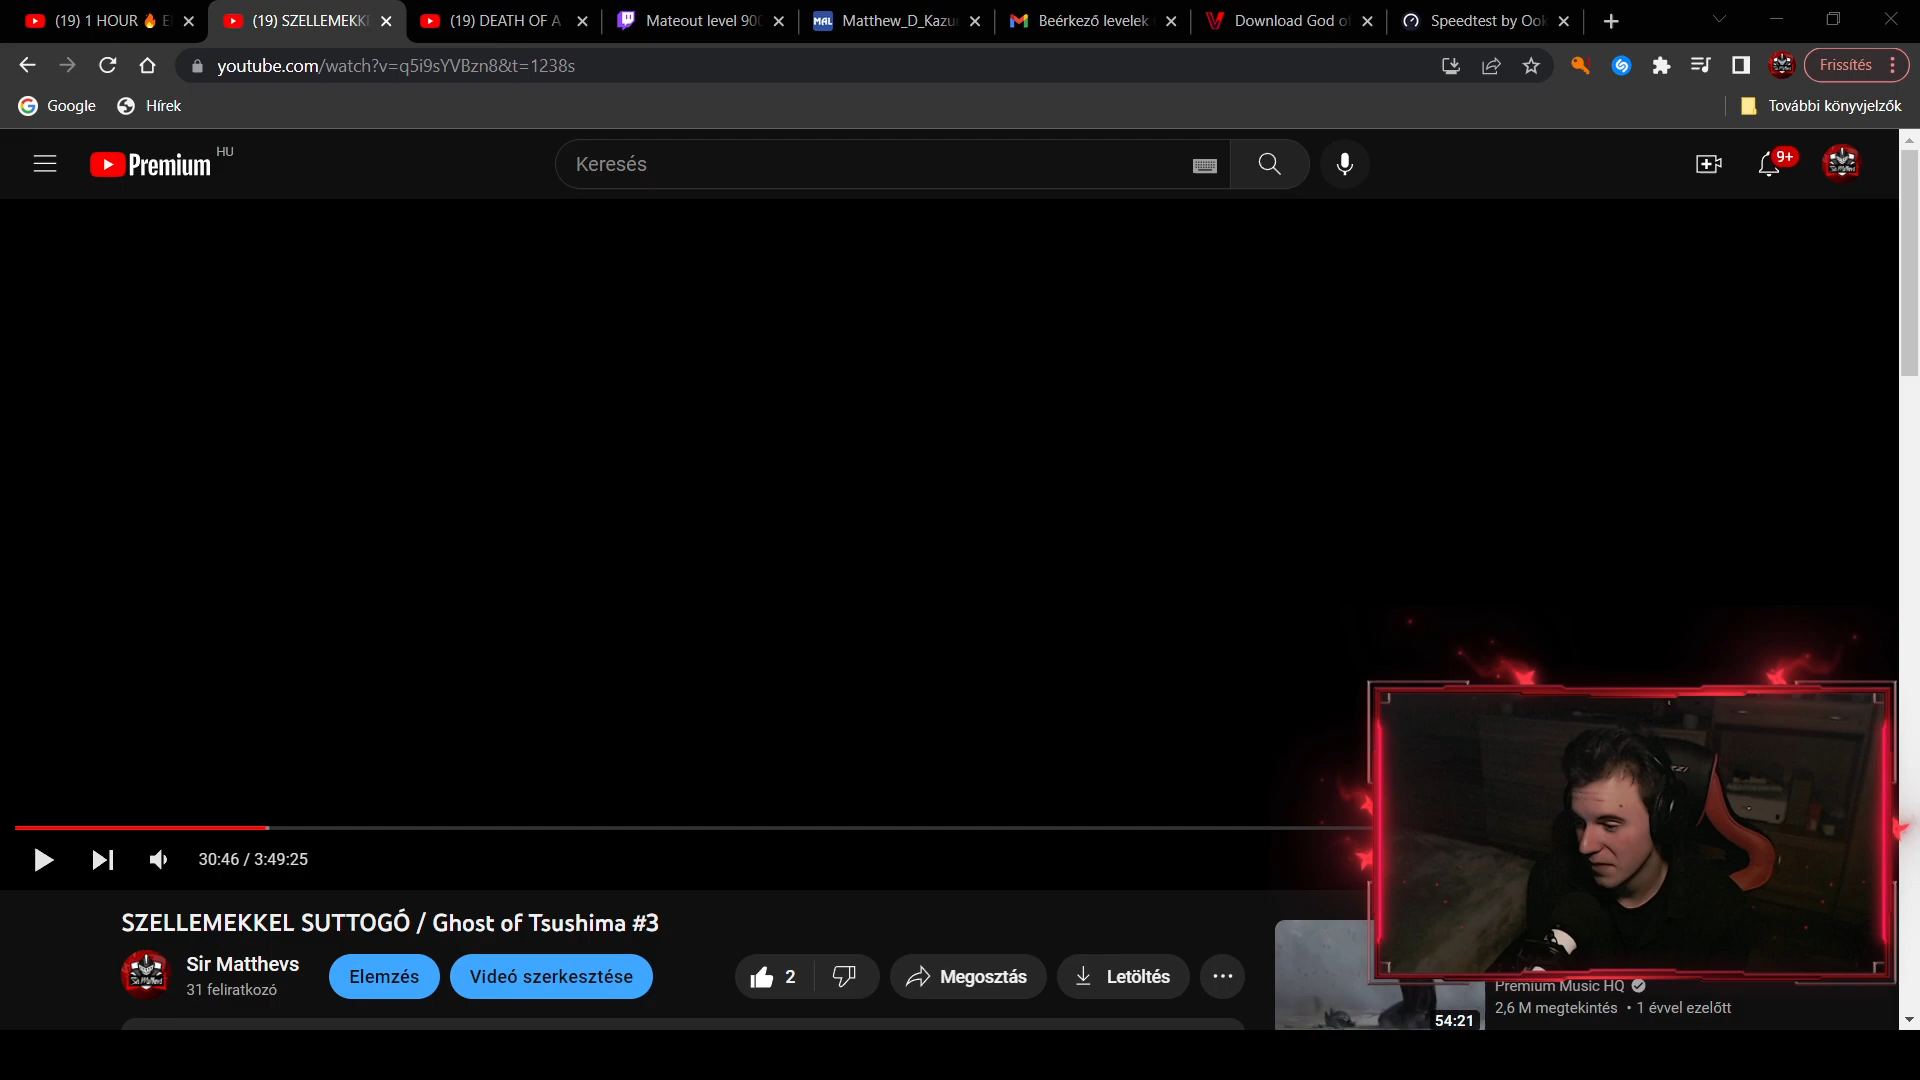 (19) 1 HOUR 🔥 E
(19) SZELLEMEKK
(19) DEATH OF A
Mateout level 900
MAL
Matthew_D_Kazu
Beérkező levelek
Download God of
Speedtest by Ook
youtube.com/watch?v=q5i9sYVBzn8&t=1238s
Frissítés
Google
Hírek
További könyvjelzők
Premium HU
Keresés
9+
30:46 / 3:49:25
SZELLEMEKKEL SUTTOGÓ / Ghost of Tsushima #3
Sir Matthevs
31 feliratkozó
Elemzés
Videó szerkesztése
2
Megosztás
Letöltés
54:21
Premium Music HQ
2,6 M megtekintés • 1 évvel ezelőtt